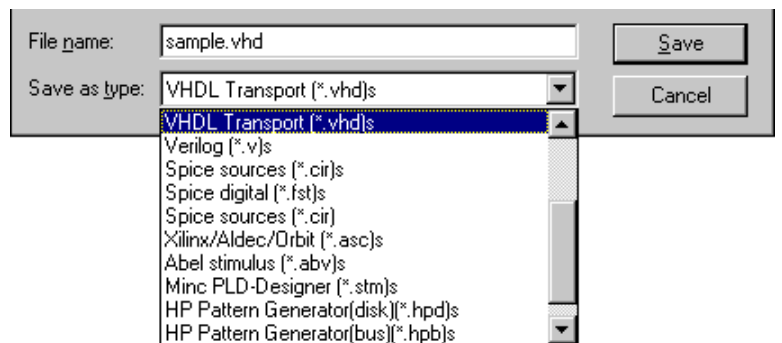 File name: sample.vhd Save
Save as type: VHDL Transport (*.vhd)s Cancel
VHDL Transport (*.vhd)s
Verilog (*.v)s
Spice sources (*.cir)s
Spice digital (*.fst)s
Spice sources (*.cir)
Xilinx/Aldec/Orbit (*.asc)s
Abel stimulus (*.abv)s
Minc PLD-Designer (*.stm)s
HP Pattern Generator(disk)(*.hpd)s
HP Pattern Generator(bus)(*.hpb)s